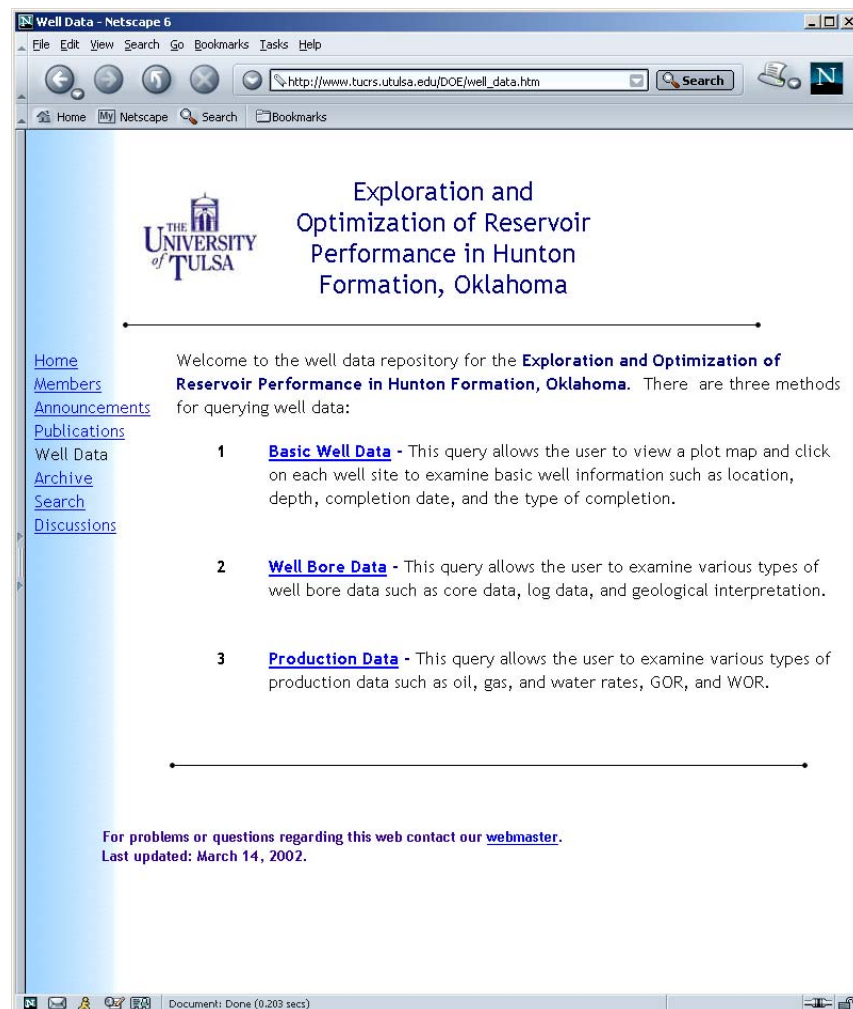 Well Data - Netscape 6
File Edit View Search Go Bookmarks Tasks Help
http://www.tucrs.utulsa.edu/DOE/well_data.htm Search N
Home My Netscape Search Bookmarks
THE
UNIVERSITY
of TULSA
Exploration and
Optimization of Reservoir
Performance in Hunton
Formation, Oklahoma
Home
Members
Announcements
Publications
Well Data
Archive
Search
Discussions
Welcome to the well data repository for the Exploration and Optimization of
Reservoir Performance in Hunton Formation, Oklahoma. There are three methods
for querying well data:
1 Basic Well Data - This query allows the user to view a plot map and click
on each well site to examine basic well information such as location,
depth, completion date, and the type of completion.
2 Well Bore Data - This query allows the user to examine various types of
well bore data such as core data, log data, and geological interpretation.
3 Production Data - This query allows the user to examine various types of
production data such as oil, gas, and water rates, GOR, and WOR.
For problems or questions regarding this web contact our webmaster.
Last updated: March 14, 2002.
Document: Done (0.203 secs)